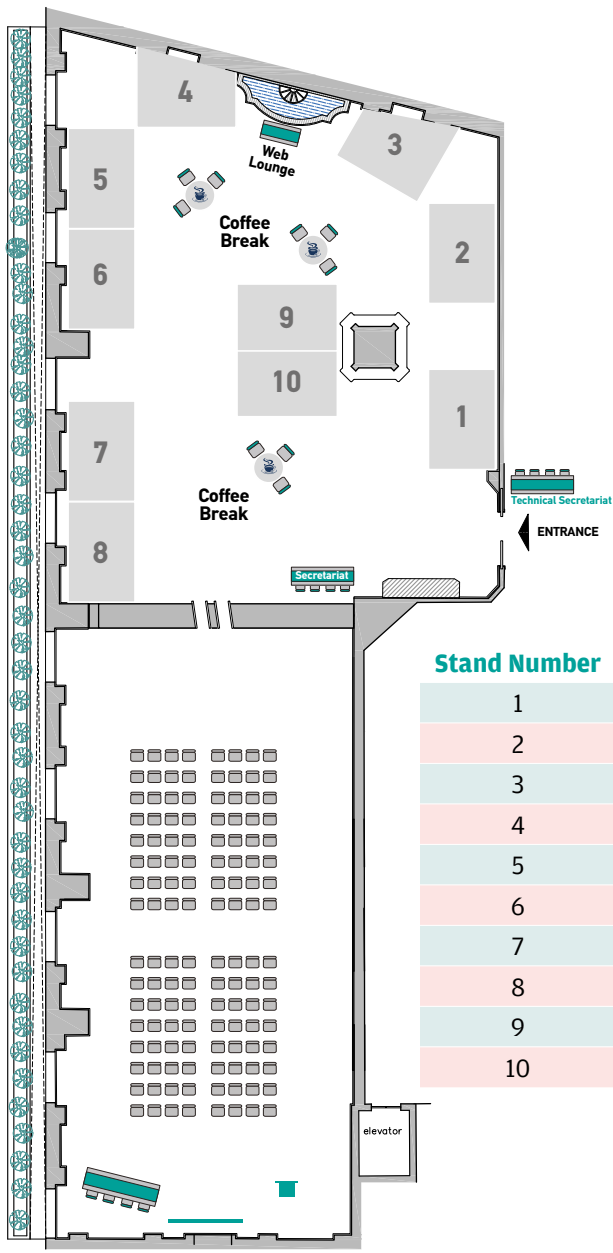 4
3
Web
Lounge
5
Coffee
Break
2
6
9
10
1
7
Technical Secretariat
Coffee
Break
ENTRANCE
8
Secretariat
Stand Number
1
2
3
4
5
6
7
8
9
10
elevator